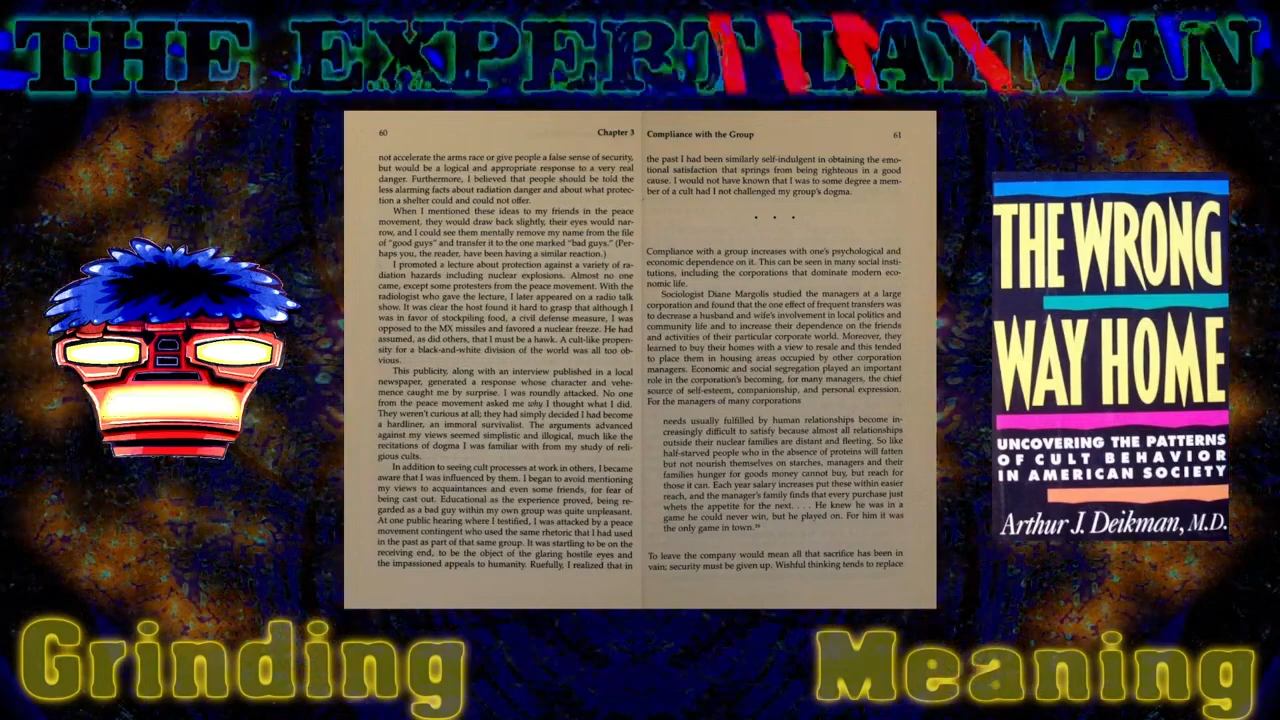 THE EXPERT LAYMAN
60 Chapter 3
not accelerate the arms race or give people a false sense of security,
but would be a logical and appropriate response to a very real
danger. Furthermore, I believed that people should be told the
less alarming facts about radiation danger and about what protec-
tion a shelter could and could not offer.
When I mentioned these ideas to my friends in the peace
movement, they would draw back slightly, their eyes would nar-
row, and I could see them mentally remove my name from the file
of "good guys" and transfer it to the one marked "bad guys." (Per-
haps you, the reader, have been having a similar reaction.)
I promoted a lecture about protection against a variety of ra-
diation hazards including nuclear explosions. Almost no one
came, except some protesters from the peace movement. With the
radiologist who gave the lecture, I later appeared on a radio talk
show. It was clear the host found it hard to grasp that although I
was in favor of stockpiling food, a civil defense measure, I was
opposed to the MX missiles and favored a nuclear freeze. He had
assumed, as did others, that I must be a hawk. A cult-like propen-
sity for a black-and-white division of the world was all too ob-
vious.
This publicity, along with an interview published in a local
newspaper, generated a response whose character and vehe-
mence caught me by surprise. I was roundly attacked. No one
from the peace movement asked me why I thought what I did.
They weren't curious at all; they had simply decided I had become
a hardliner, an immoral survivalist. The arguments advanced
against my views seemed simplistic and illogical, much like the
recitations of dogma I was familiar with from my study of reli-
gious cults.
In addition to seeing cult processes at work in others, I became
aware that I was influenced by them. I began to avoid mentioning
my views to acquaintances and even some friends, for fear of
being cast out. Educational as the experience proved, being re-
garded as a bad guy within my own group was quite unpleasant.
At one public hearing where I testified, I was attacked by a peace
movement contingent who used the same rhetoric that I had used
in the past as part of that same group. It was startling to be on the
receiving end, to be the object of the glaring hostile eyes and
the impassioned appeals to humanity. Ruefully, I realized that in
Compliance with the Group 61
the past I had been similarly self-indulgent in obtaining the emo-
tional satisfaction that springs from being righteous in a good
cause. I would not have known that I was to some degree a mem-
ber of a cult had I not challenged my group's dogma.
• • •
Compliance with a group increases with one's psychological and
economic dependence on it. This can be seen in many social insti-
tutions, including the corporations that dominate modern eco-
nomic life.
Sociologist Diane Margolis studied the managers at a large
corporation and found that the one effect of frequent transfers was
to decrease a husband and wife's involvement in local politics and
community life and to increase their dependence on the friends
and activities of their particular corporate world. Moreover, they
learned to buy their homes with a view to resale and this tended
to place them in housing areas occupied by other corporation
managers. Economic and social segregation played an important
role in the corporation's becoming, for many managers, the chief
source of self-esteem, companionship, and personal expression.
For the managers of many corporations
needs usually fulfilled by human relationships become in-
creasingly difficult to satisfy because almost all relationships
outside their nuclear families are distant and fleeting. So like
half-starved people who in the absence of proteins will fatten
but not nourish themselves on starches, managers and their
families hunger for goods money cannot buy, but reach for
those it can. Each year salary increases put these within easier
reach, and the manager's family finds that every purchase just
whets the appetite for the next. . . . He knew he was in a
game he could never win, but he played on. For him it was
the only game in town.
To leave the company would mean all that sacrifice has been in
vain; security must be given up. Wishful thinking tends to replace
THE WRONG
WAY HOME
UNCOVERING THE PATTERNS
OF CULT BEHAVIOR
IN AMERICAN SOCIETY
Arthur J. Deikman, M.D.
Grinding Meaning